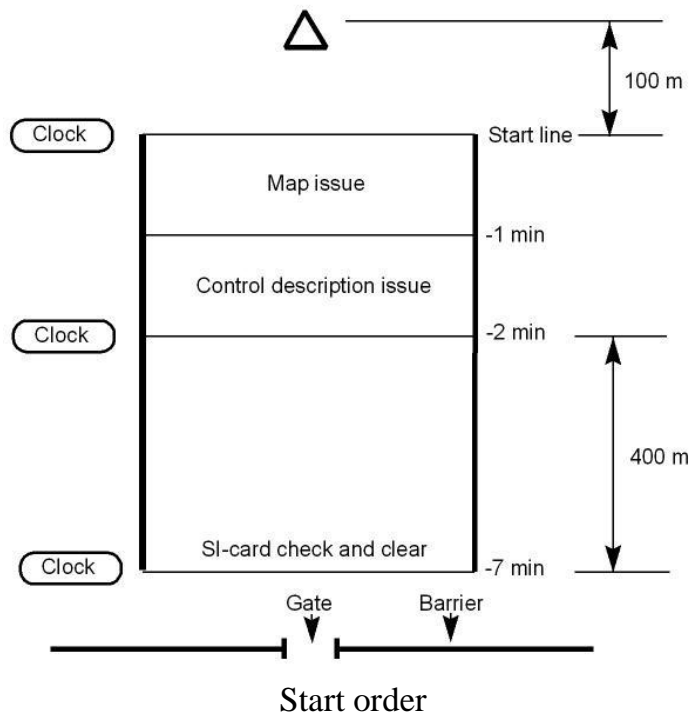 100 m
Clock
Start line
Map issue
-1 min
Control description issue
Clock
-2 min
400 m
SI-card check and clear
Clock
-7 min
Gate
Barrier
Start order